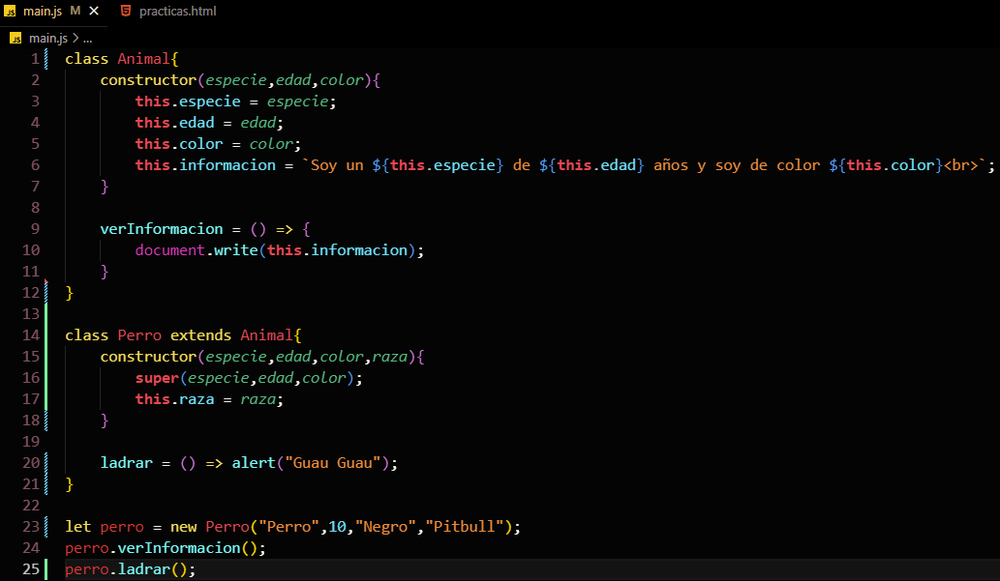 JS main.js M × practicas.html
JS main.js > ...
1 class Animal{
2     constructor(especie,edad,color){
3         this.especie = especie;
4         this.edad = edad;
5         this.color = color;
6         this.informacion = `Soy un ${this.especie} de ${this.edad} años y soy de color ${this.color}<br>`;
7     }
8
9     verInformacion = () => {
10         document.write(this.informacion);
11     }
12 }
13
14 class Perro extends Animal{
15     constructor(especie,edad,color,raza){
16         super(especie,edad,color);
17         this.raza = raza;
18     }
19
20     ladrar = () => alert("Guau Guau");
21 }
22
23 let perro = new Perro("Perro",10,"Negro","Pitbull");
24 perro.verInformacion();
25 perro.ladrar();